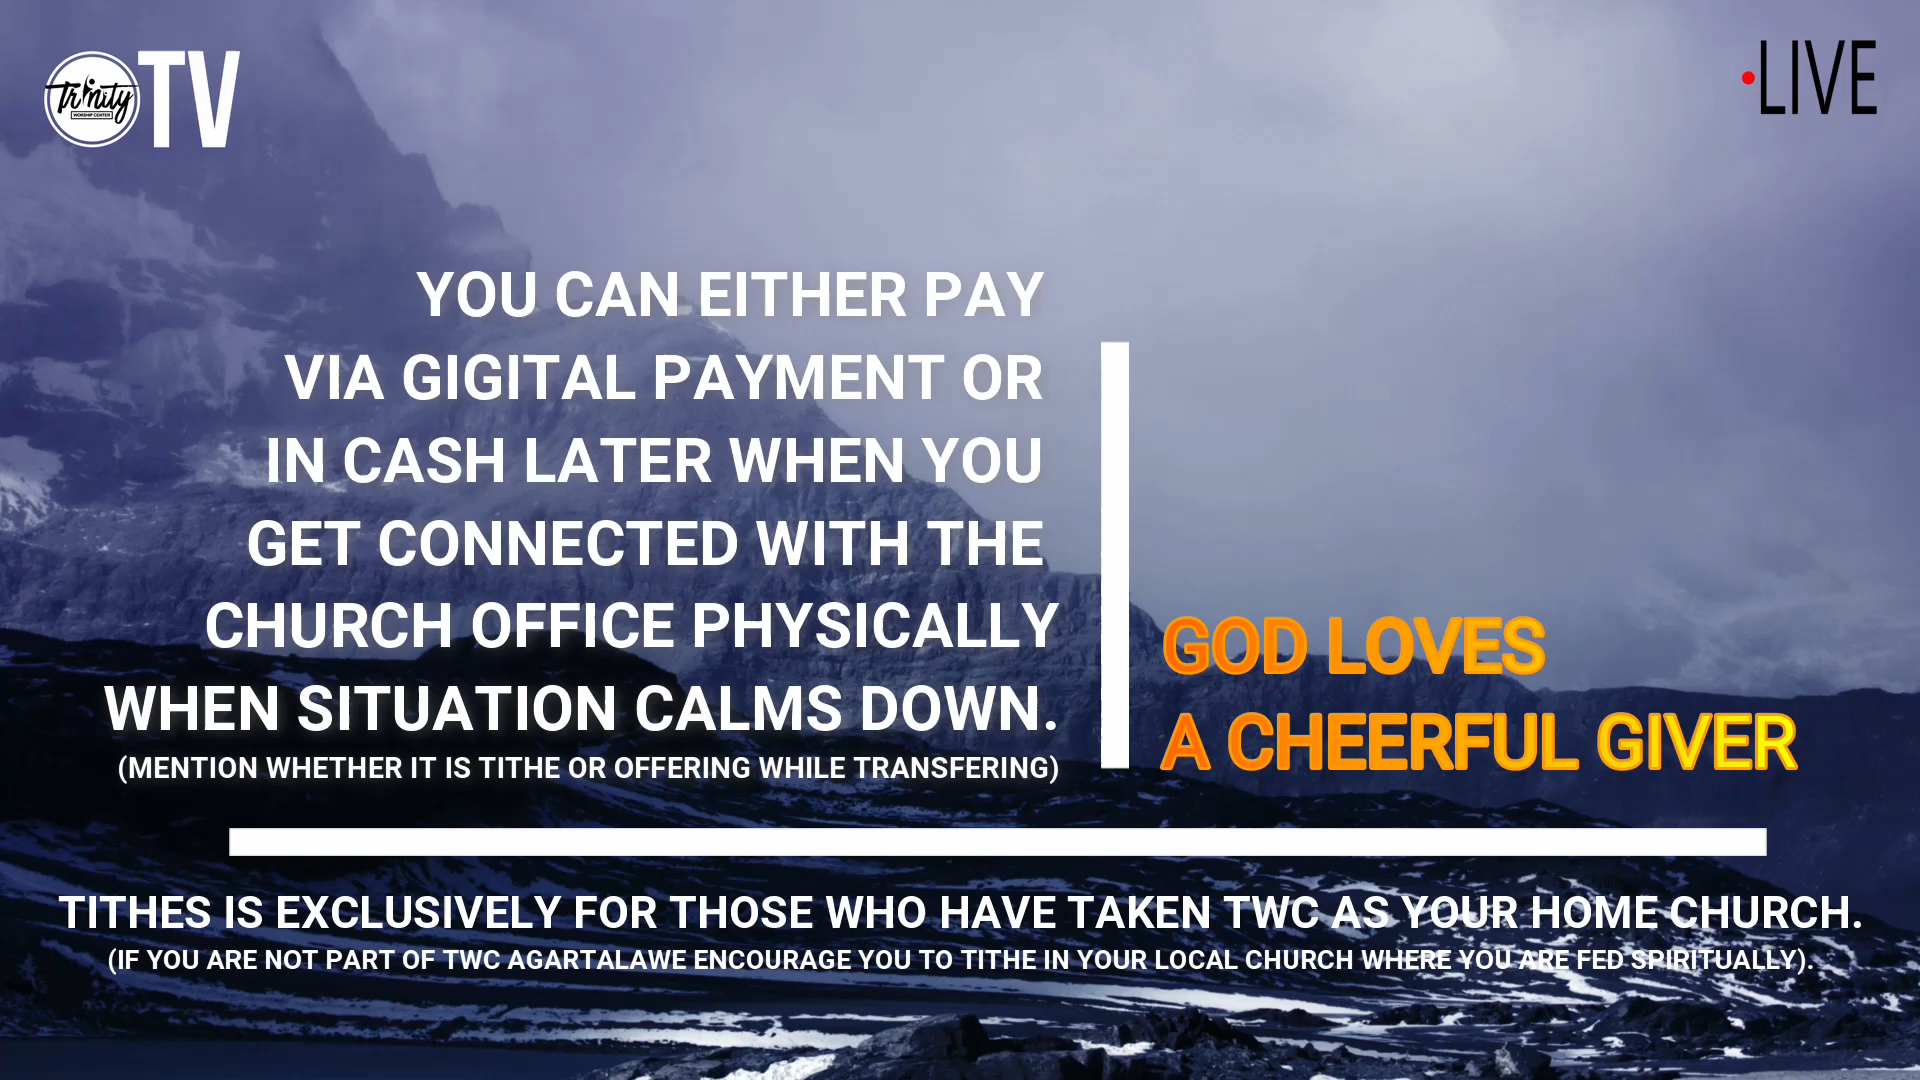 Trinity
WORSHIP CENTER
TV
LIVE
YOU CAN EITHER PAY
VIA GIGITAL PAYMENT OR
IN CASH LATER WHEN YOU
GET CONNECTED WITH THE
CHURCH OFFICE PHYSICALLY
WHEN SITUATION CALMS DOWN.
(MENTION WHETHER IT IS TITHE OR OFFERING WHILE TRANSFERING)
GOD LOVES
A CHEERFUL GIVER
TITHES IS EXCLUSIVELY FOR THOSE WHO HAVE TAKEN TWC AS YOUR HOME CHURCH.
(IF YOU ARE NOT PART OF TWC AGARTALAWE ENCOURAGE YOU TO TITHE IN YOUR LOCAL CHURCH WHERE YOU ARE FED SPIRITUALLY).